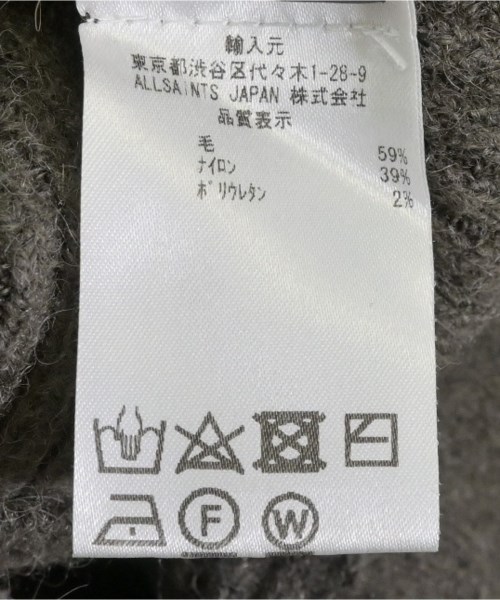 輸入元
東京都渋谷区代々木1-28-9
ALLSAINTS JAPAN 株式会社
品質表示
毛 59%
ナイロン 39%
ポリウレタン 2%
F W